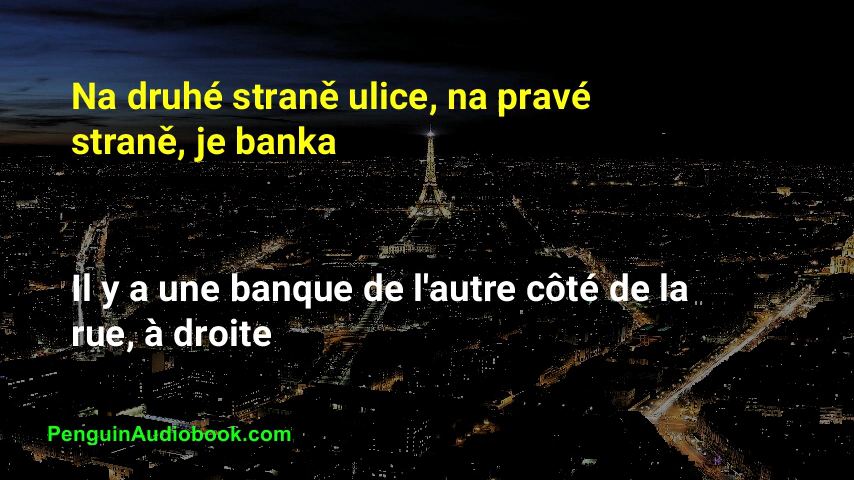 Na druhé straně ulice, na pravé
straně, je banka
Il y a une banque de l'autre côté de la
rue, à droite
PenguinAudiobook.com